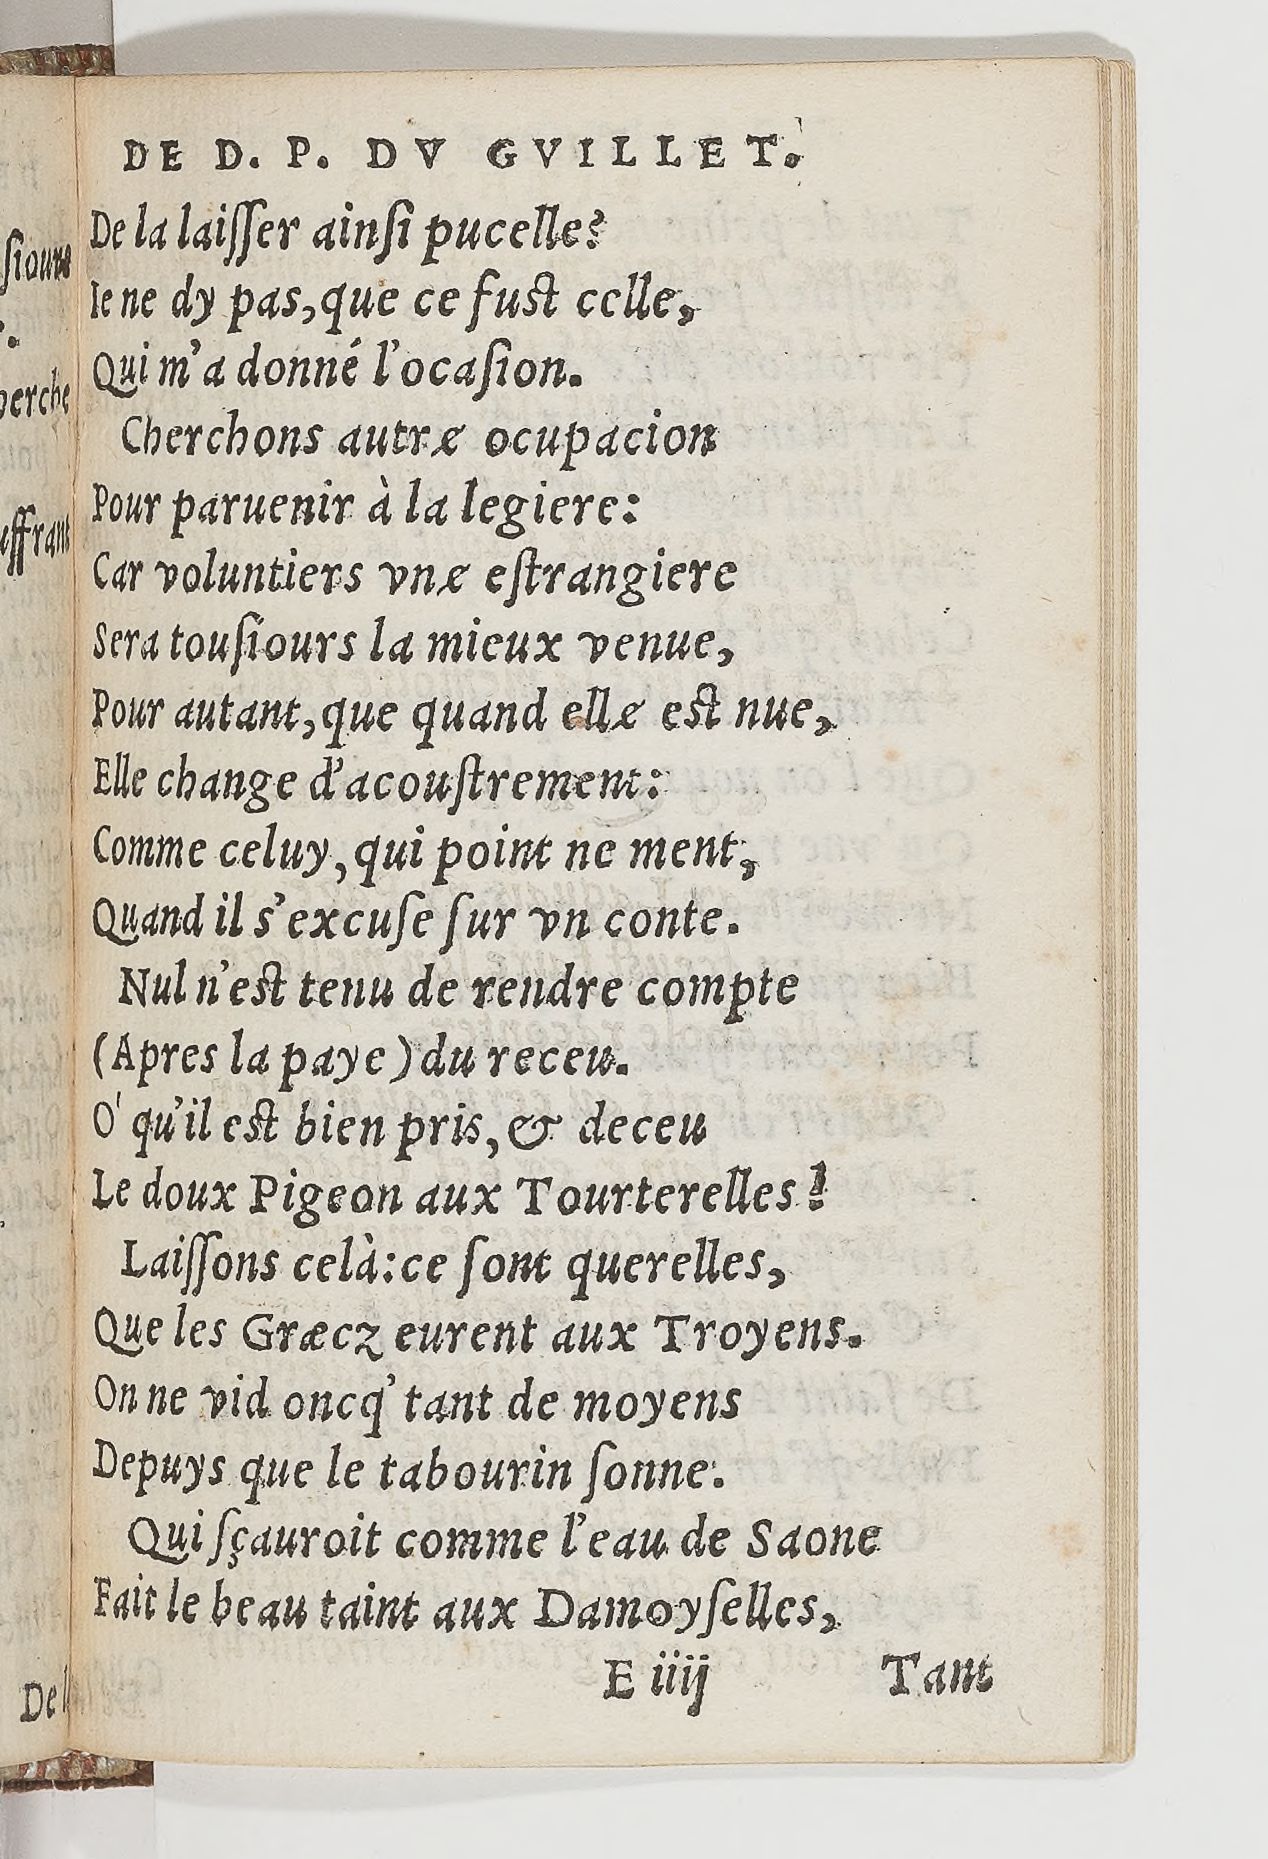 DE D. P. DV GVILLET.
De la laiſſer ainſi pucelle?
Ie ne dy pas, que ce fuſt celle,
Qui m'a donné l'ocaſion.
Cherchons autrɇ ocupacion
Pour paruenir à la legiere:
Car voluntiers vnɇ eſtrangiere
Sera touſiours la mieux venue,
Pour autant, que quand ellɇ eſt nue,
Elle change d'acouſtrement:
Comme celuy, qui point ne ment,
Quand il s'excuſe ſur vn conte.
Nul n'eſt tenu de rendre compte
(Apres la paye) du receu.
O' qu'il eſt bien pris, & deceu
Le doux Pigeon aux Tourterelles!
Laiſſons celà: ce ſont querelles,
Que les Græcz eurent aux Troyens.
On ne vid oncq' tant de moyens
Depuys que le tabourin ſonne.
Qui ſçauroit comme l'eau de Saone
Fait le beau taint aux Damoyſelles,
E iiij Tant